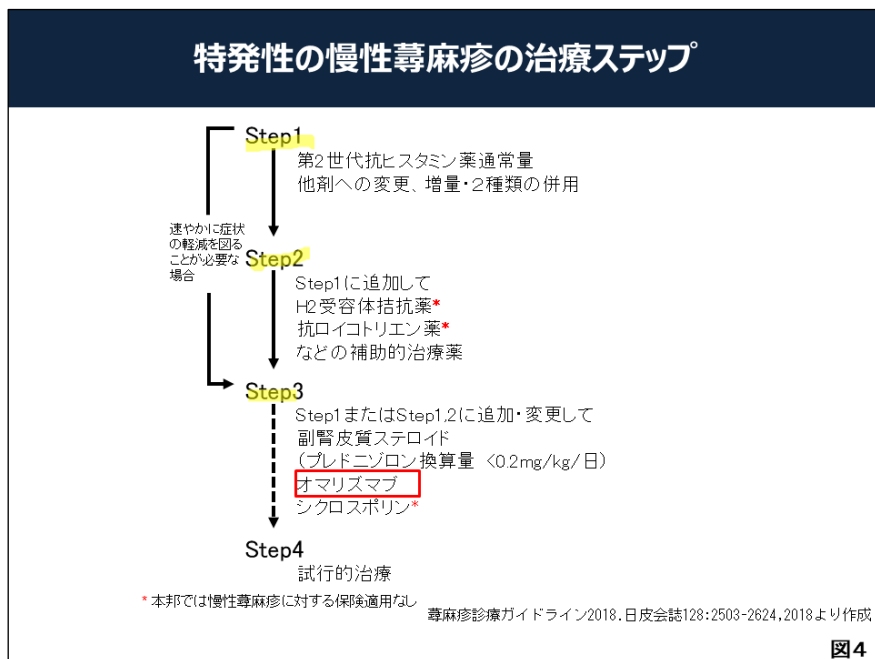 特発性の慢性蕁麻疹の治療ステップ
Step1
第2世代抗ヒスタミン薬通常量
他剤への変更、増量・2種類の併用
速やかに症状
の軽減を図る
ことが必要な
場合
Step2
Step1に追加して
H2受容体拮抗薬*
抗ロイコトリエン薬*
などの補助的治療薬
Step3
Step1またはStep1,2に追加・変更して
副腎皮質ステロイド
(プレドニゾロン換算量 <0.2mg/kg/日)
オマリズマブ
シクロスポリン*
Step4
試行的治療
*本邦では慢性蕁麻疹に対する保険適用なし
蕁麻疹診療ガイドライン2018.日皮会誌128:2503-2624,2018より作成
図4